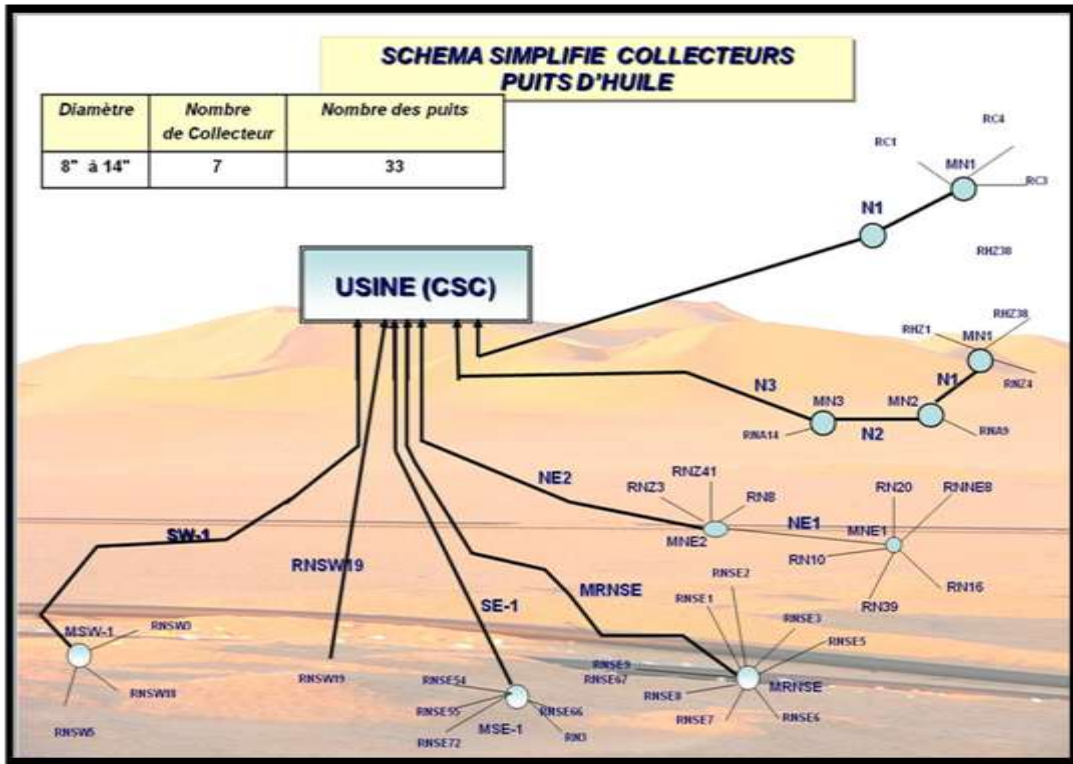 SCHEMA SIMPLIFIE COLLECTEURS
PUITS D'HUILE
Diamètre
Nombre
de Collecteur
Nombre des puits
8" à 14"
7
33
RC4
RC1
MN1
RC3
N1
RHZ38
USINE (CSC)
RHZ38
RHZ1
MN1
RNZ4
N1
N3
MN3
MN2
RNA14
N2
RNA9
NE2
RNZ41
RNZ3
RN8
RN20
RNNE8
NE1
MNE1
MNE2
RN10
RN16
RN39
SW-1
RNSW19
SE-1
MRNSE
RNSE2
RNSE1
RNSE3
RNSE5
RNSE9
RNSE67
RNSE8
MRNSE
RNSE7
RNSE6
MSW-1
RNSW3
RNSW18
RNSW5
RNSW19
RNSE54
RNSE55
RNSE66
RNSE72
MSE-1
RN3